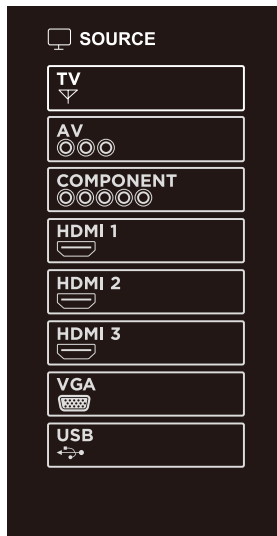 SOURCE
TV
AV
COMPONENT
HDMI 1
HDMI 2
HDMI 3
VGA
USB